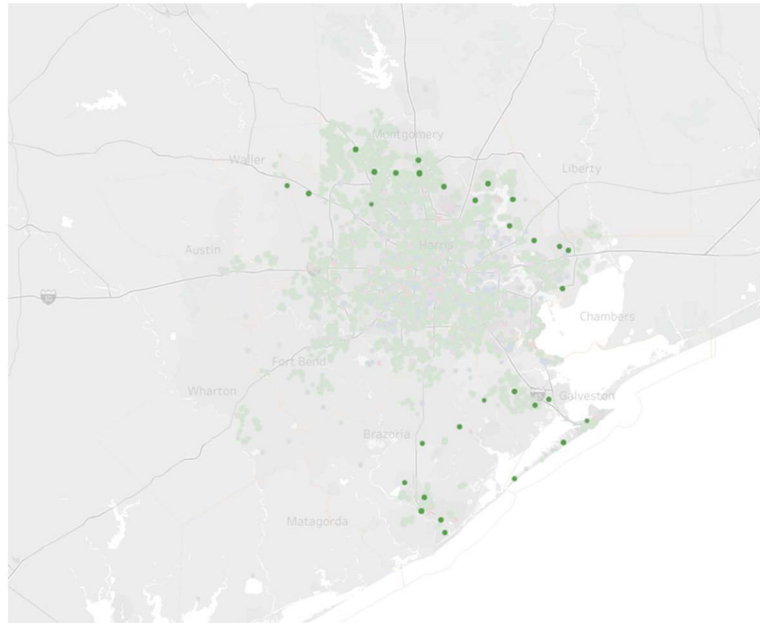 Montgomery
Waller
Liberty
Harris
Austin
Chambers
Fort Bend
Wharton
Galveston
Brazoria
Matagorda